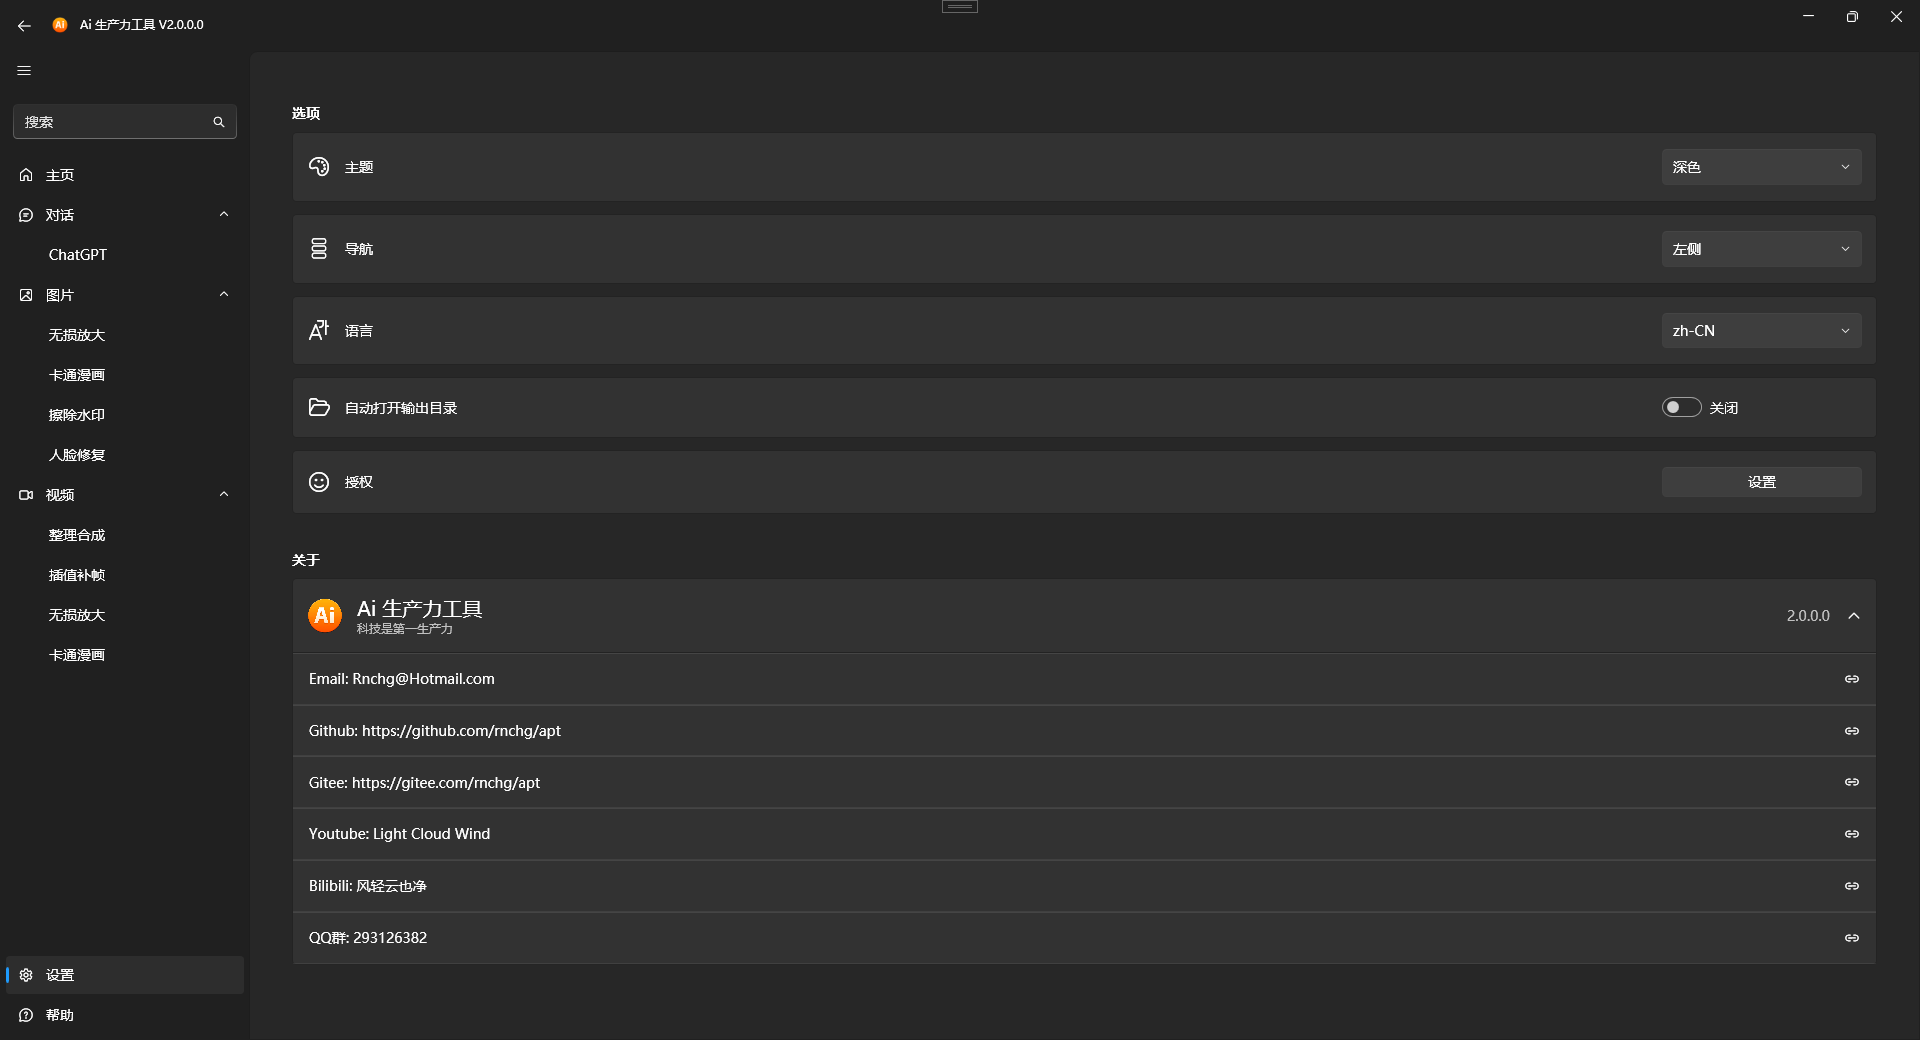 Ai 生产力工具 V2.0.0.0
搜索
主页
对话
ChatGPT
图片
无损放大
卡通漫画
擦除水印
人脸修复
视频
整理合成
插值补帧
无损放大
卡通漫画
设置
帮助
选项
主题
深色
导航
左侧
语言
zh-CN
自动打开输出目录
关闭
授权
设置
关于
Ai
Ai 生产力工具
科技是第一生产力
2.0.0.0
Email: Rnchg@Hotmail.com
Github: https://github.com/rnchg/apt
Gitee: https://gitee.com/rnchg/apt
Youtube: Light Cloud Wind
Bilibili: 风轻云也净
QQ群: 293126382